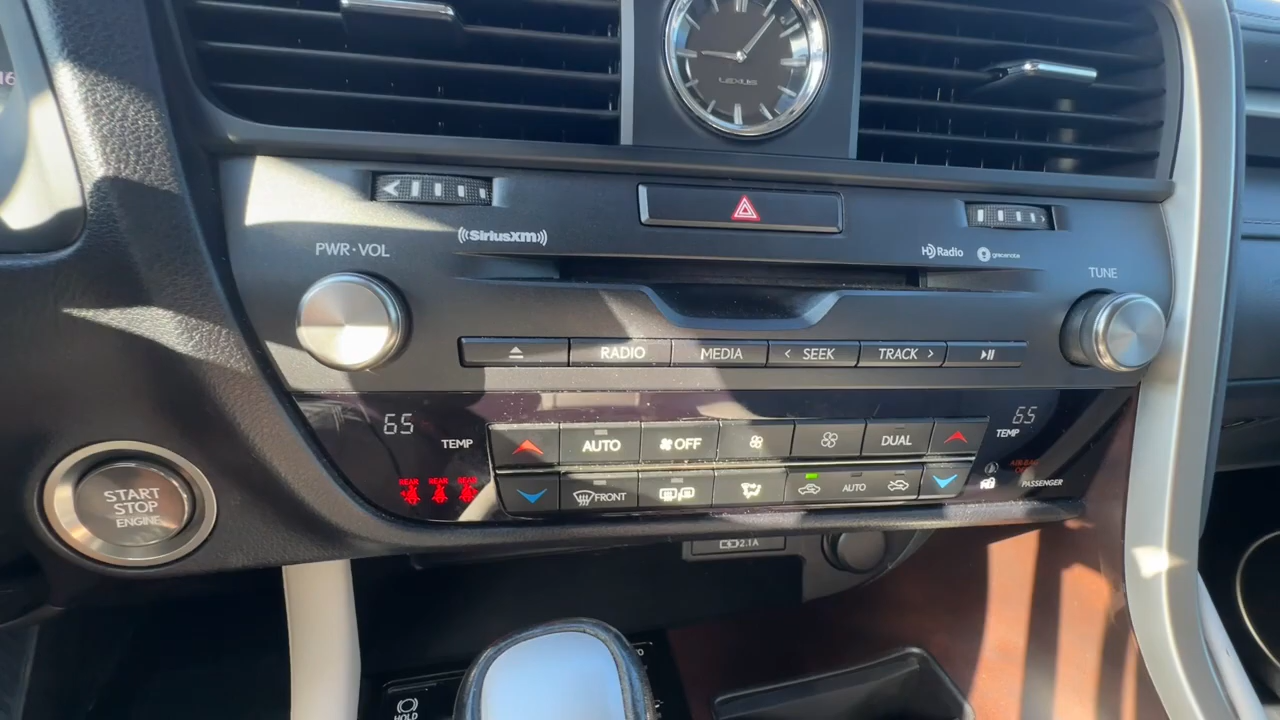 16
LEXUS
PWR·VOL
((SiriusXM))
HD Radio
gracenote
TUNE
RADIO
MEDIA
< SEEK
TRACK >
65
TEMP
AUTO
OFF
DUAL
65
TEMP
REAR REAR REAR
FRONT
AUTO
PASSENGER
START
STOP
ENGINE
2.1A
HOLD